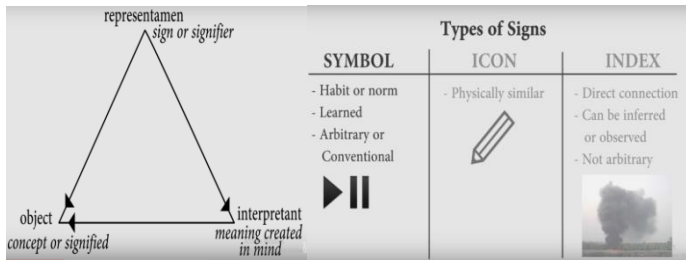 representamen
sign or signifier
object
concept or signified
interpretant
meaning created
in mind
Types of Signs
SYMBOL
- Habit or norm
- Learned
- Arbitrary or
Conventional
ICON
- Physically similar
INDEX
- Direct connection
- Can be inferred
or observed
- Not arbitrary